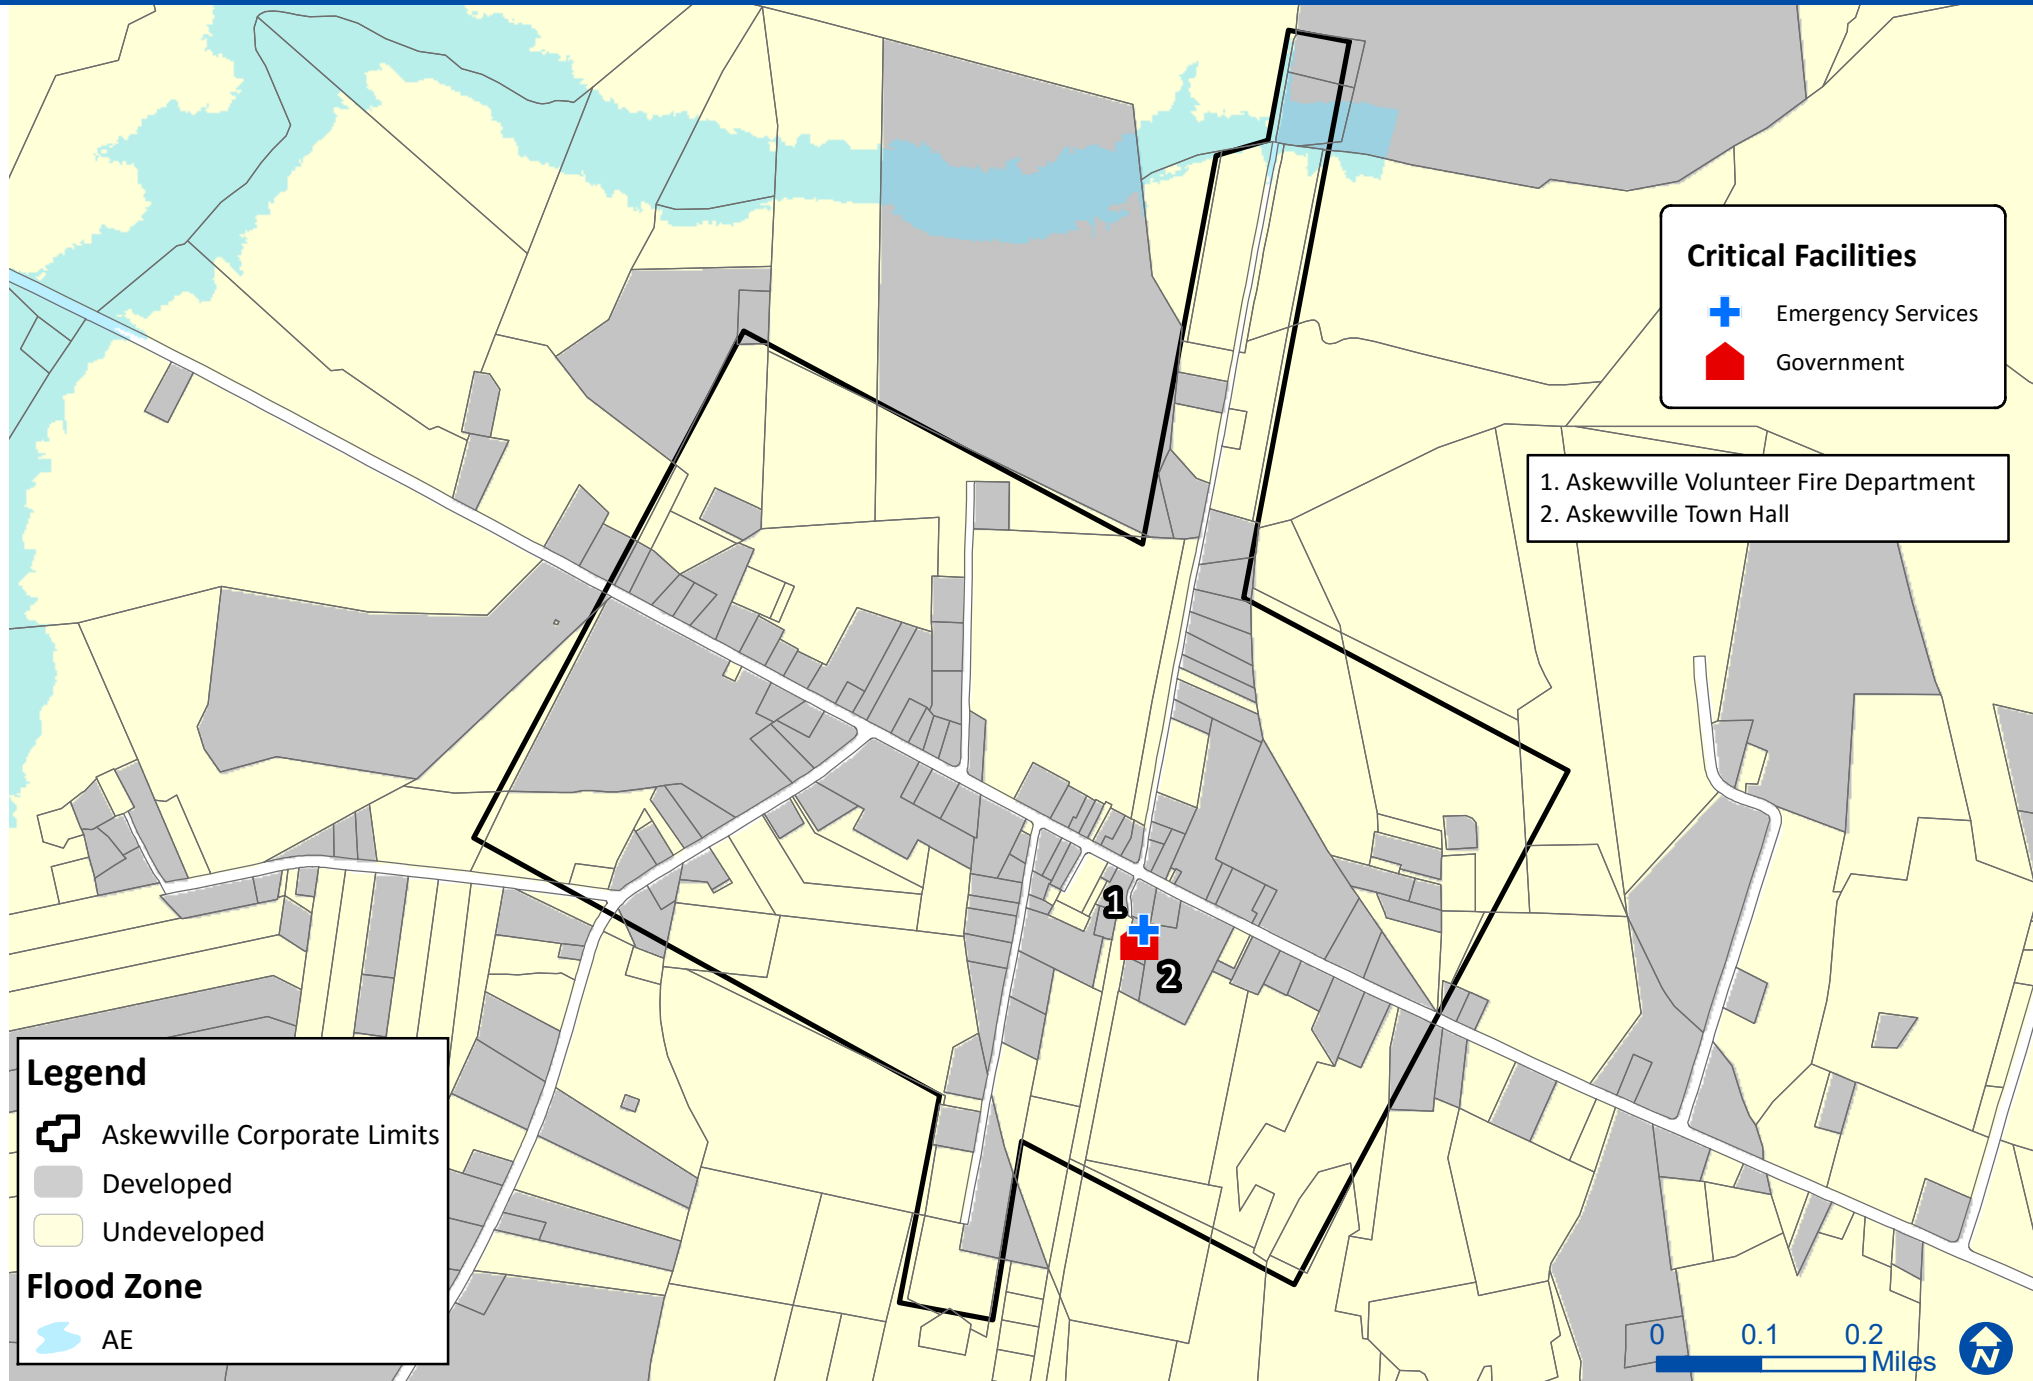 Critical Facilities
Emergency Services
Government
1. Askewville Volunteer Fire Department
2. Askewville Town Hall
1
2
Legend
Askewville Corporate Limits
Developed
Undeveloped
Flood Zone
AE
0 0.1 0.2
Miles
N